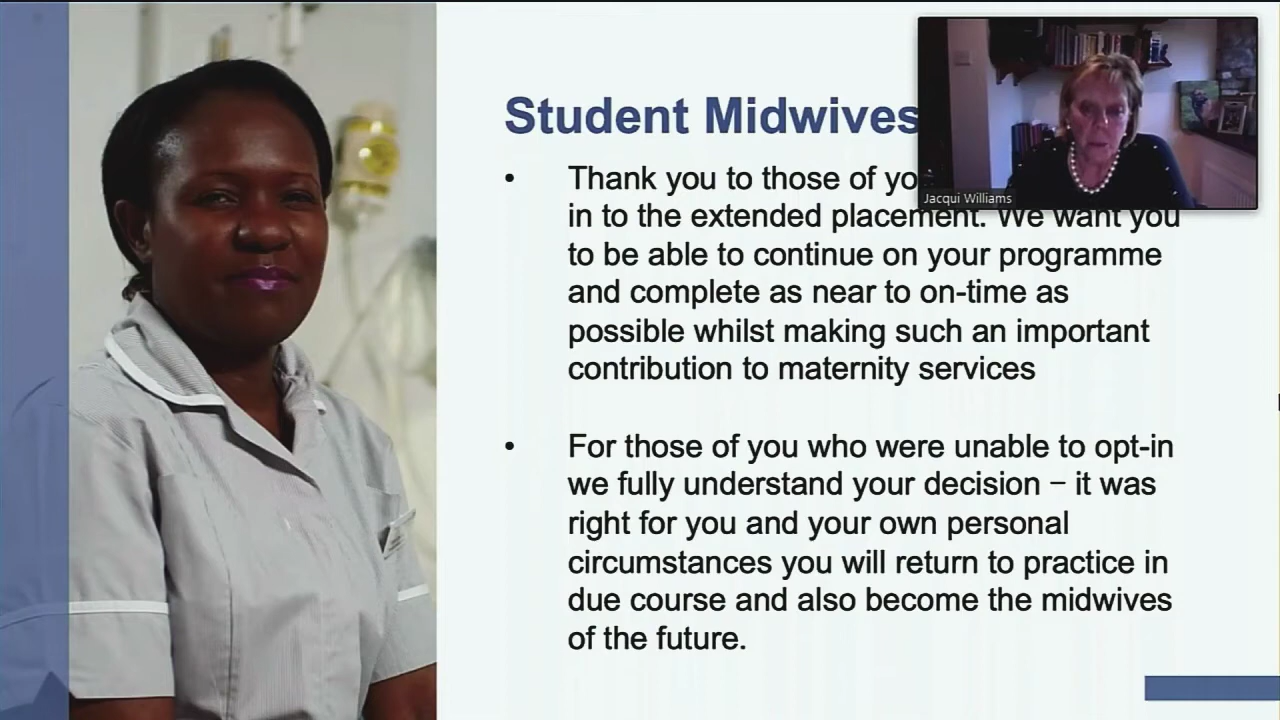 Student Midwives
• Thank you to those of yo
in to the extended placement. We want you
to be able to continue on your programme
and complete as near to on-time as
possible whilst making such an important
contribution to maternity services
• For those of you who were unable to opt-in
we fully understand your decision – it was
right for you and your own personal
circumstances you will return to practice in
due course and also become the midwives
of the future.
Jacqui Williams